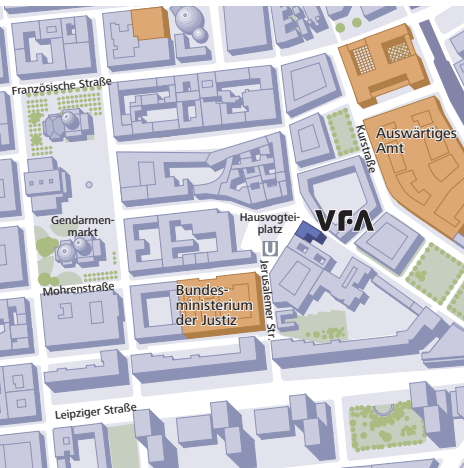 Französische Straße
Auswärtiges
Amt
Kurstraße
Gendarmen-
markt
Hausvogtei-
platz
VFA
U
Mohrenstraße
Bundes-
ministerium
der Justiz
Jerusalemer Str.
Leipziger Straße